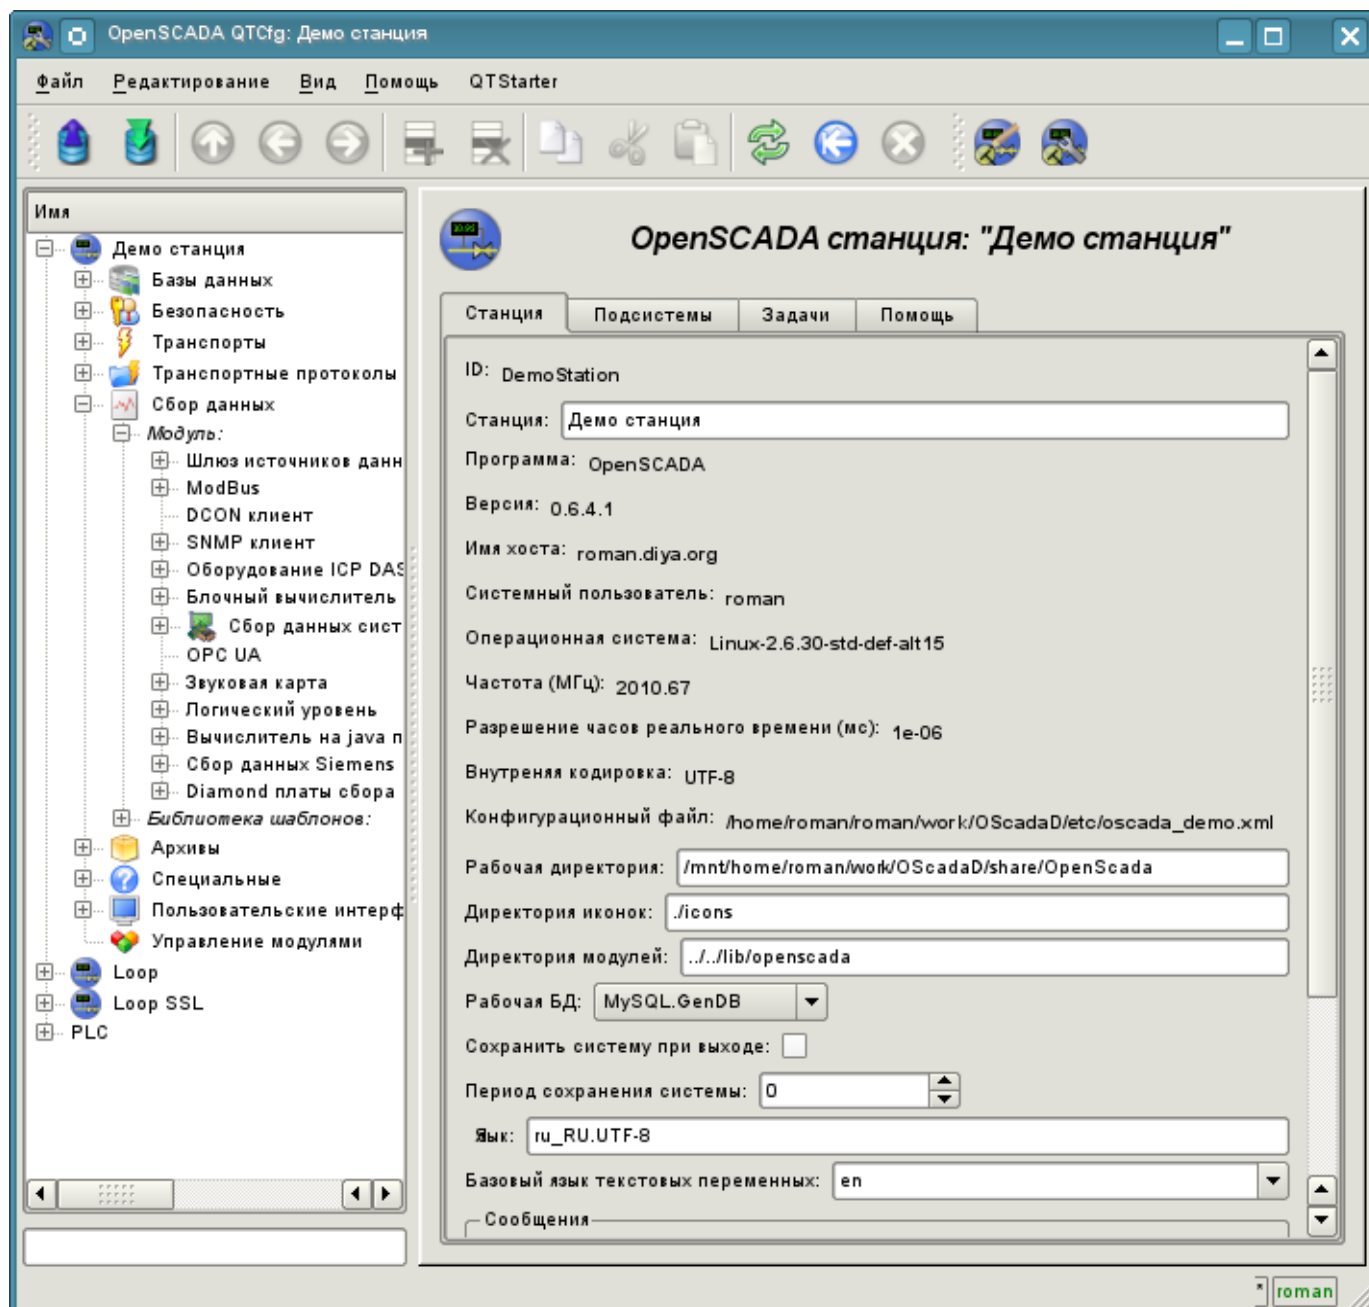 OpenSCADA QTCfg: Демо станция
Файл Редактирование Вид Помощь QTStarter
Имя
Демо станция
Базы данных
Безопасность
Транспорты
Транспортные протоколы
Сбор данных
Модуль:
Шлюз источников данн
ModBus
DCON клиент
SNMP клиент
Оборудование ICP DAS
Блочный вычислитель
Сбор данных сист
OPC UA
Звуковая карта
Логический уровень
Вычислитель на java п
Сбор данных Siemens
Diamond платы сбора
Библиотека шаблонов:
Архивы
Специальные
Пользовательские интерф
Управление модулями
Loop
Loop SSL
PLC
OpenSCADA станция: "Демо станция"
Станция Подсистемы Задачи Помощь
ID: DemoStation
Станция: Демо станция
Программа: OpenSCADA
Версия: 0.6.4.1
Имя хоста: roman.diya.org
Системный пользователь: roman
Операционная система: Linux-2.6.30-std-def-alt15
Частота (МГц): 2010.67
Разрешение часов реального времени (мс): 1e-06
Внутреняя кодировка: UTF-8
Конфигурационный файл: /home/roman/roman/work/OScadaD/etc/oscada_demo.xml
Рабочая директория: /mnt/home/roman/work/OScadaD/share/OpenScada
Директория иконок: ./icons
Директория модулей: ../../lib/openscada
Рабочая БД: MySQL.GenDB
Сохранить систему при выходе:
Период сохранения системы: 0
Язык: ru_RU.UTF-8
Базовый язык текстовых переменных: en
Сообщения
* roman